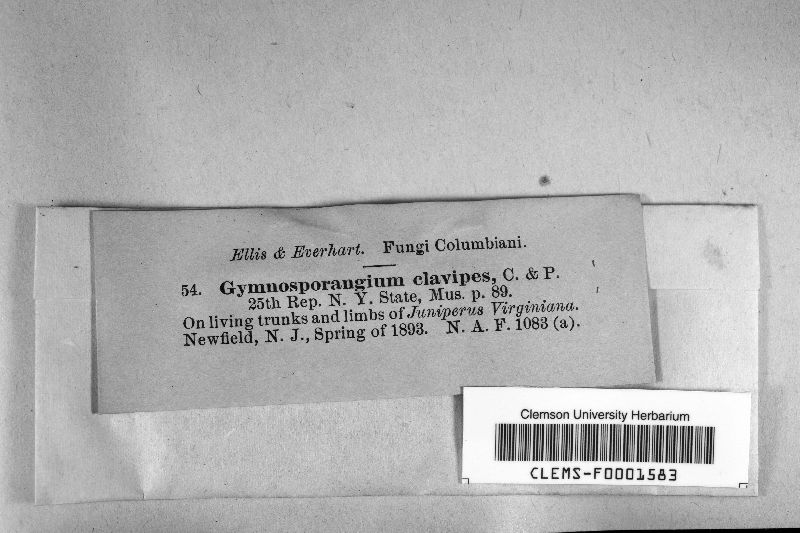 Ellis & Everhart. Fungi Columbiani.
54. Gymnosporangium clavipes, C. & P.
25th Rep. N. Y. State, Mus. p. 89.
On living trunks and limbs of Juniperus Virginiana.
Newfield, N. J., Spring of 1893. N. A. F. 1083 (a).
Clemson University Herbarium
CLEMS-F0001583